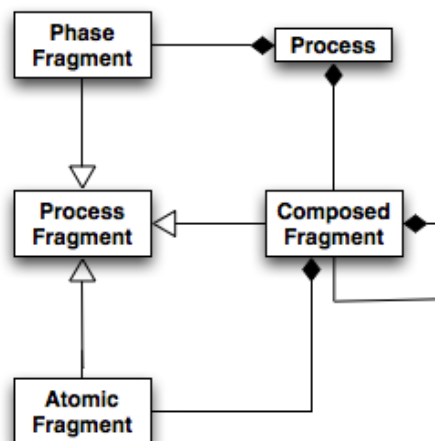 Phase
Fragment
Process
Process
Fragment
Composed
Fragment
Atomic
Fragment